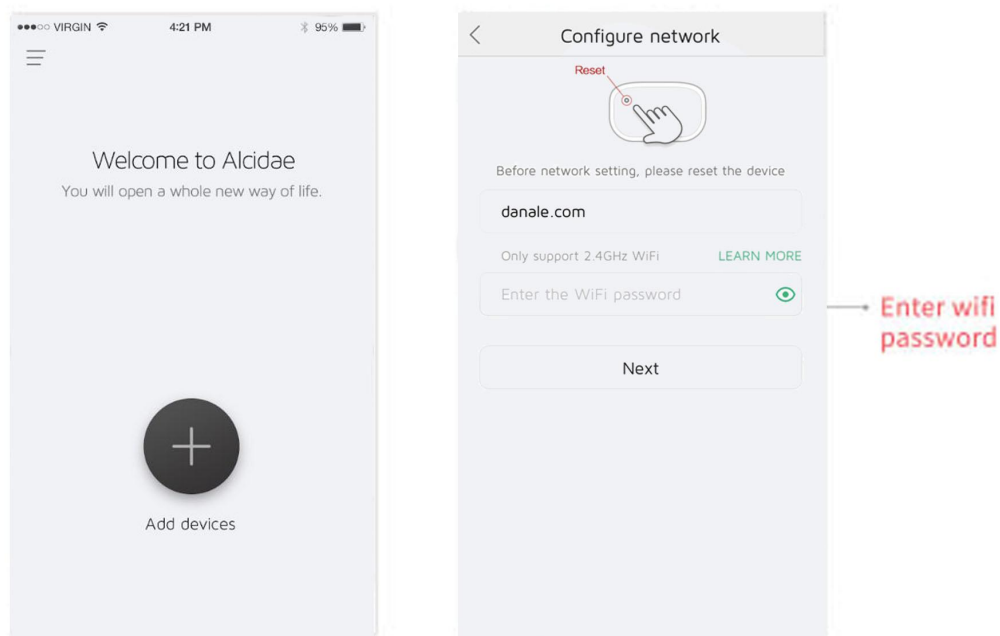 VIRGIN
4:21 PM
95%
Welcome to Alcidae
You will open a whole new way of life.
Add devices
Configure network
Reset
Before network setting, please reset the device
danale.com
Only support 2.4GHz WiFi
LEARN MORE
Enter the WiFi password
Next
Enter wifi
password